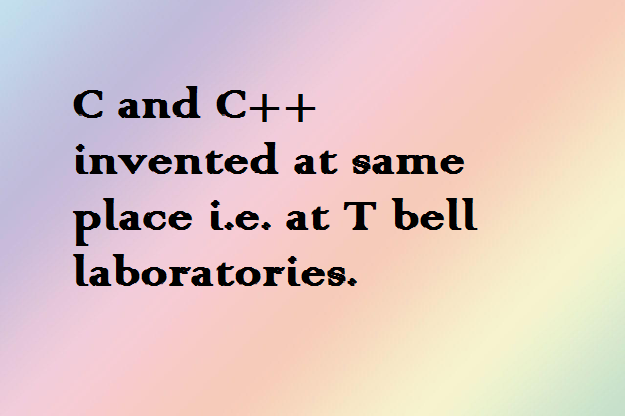 C and C++
invented at same
place i.e. at T bell
laboratories.